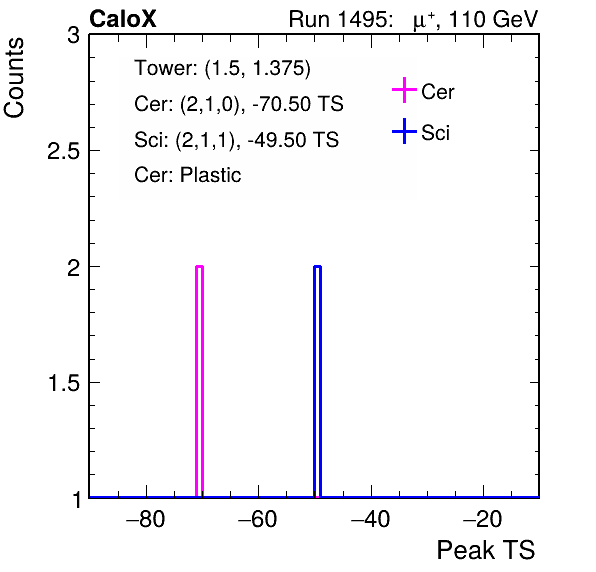 CaloX Run 1495: μ⁺, 110 GeV
Counts
3
2.5
2
1.5
1
Tower: (1.5, 1.375)
Cer: (2,1,0), -70.50 TS
Sci: (2,1,1), -49.50 TS
Cer: Plastic
Cer
Sci
−80 −60 −40 −20
Peak TS